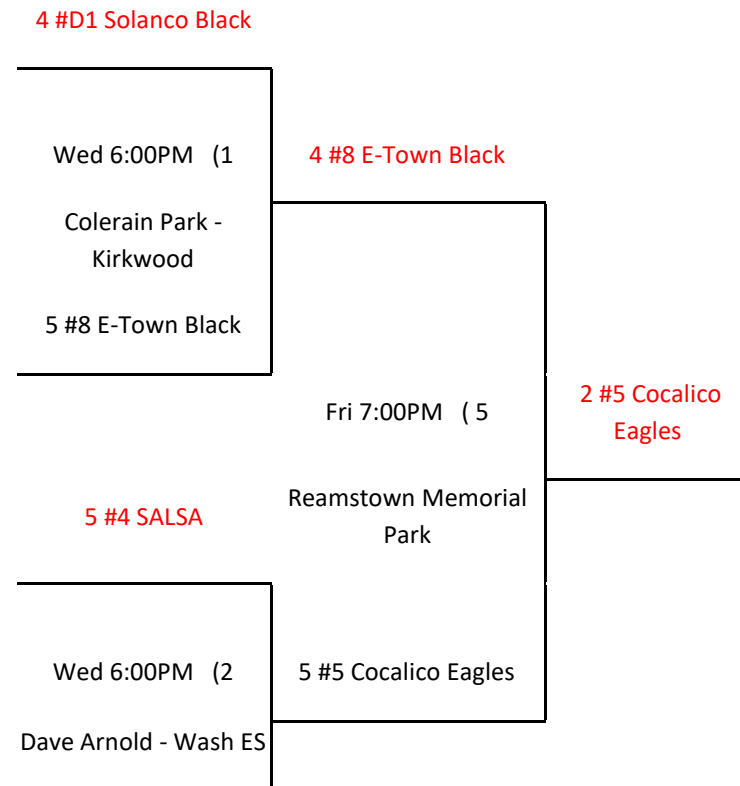 4 #D1 Solanco Black
Wed 6:00PM (1
4 #8 E-Town Black
Colerain Park -
Kirkwood
5 #8 E-Town Black
Fri 7:00PM ( 5
2 #5 Cocalico
Eagles
5 #4 SALSA
Reamstown Memorial
Park
Wed 6:00PM (2
5 #5 Cocalico Eagles
Dave Arnold - Wash ES